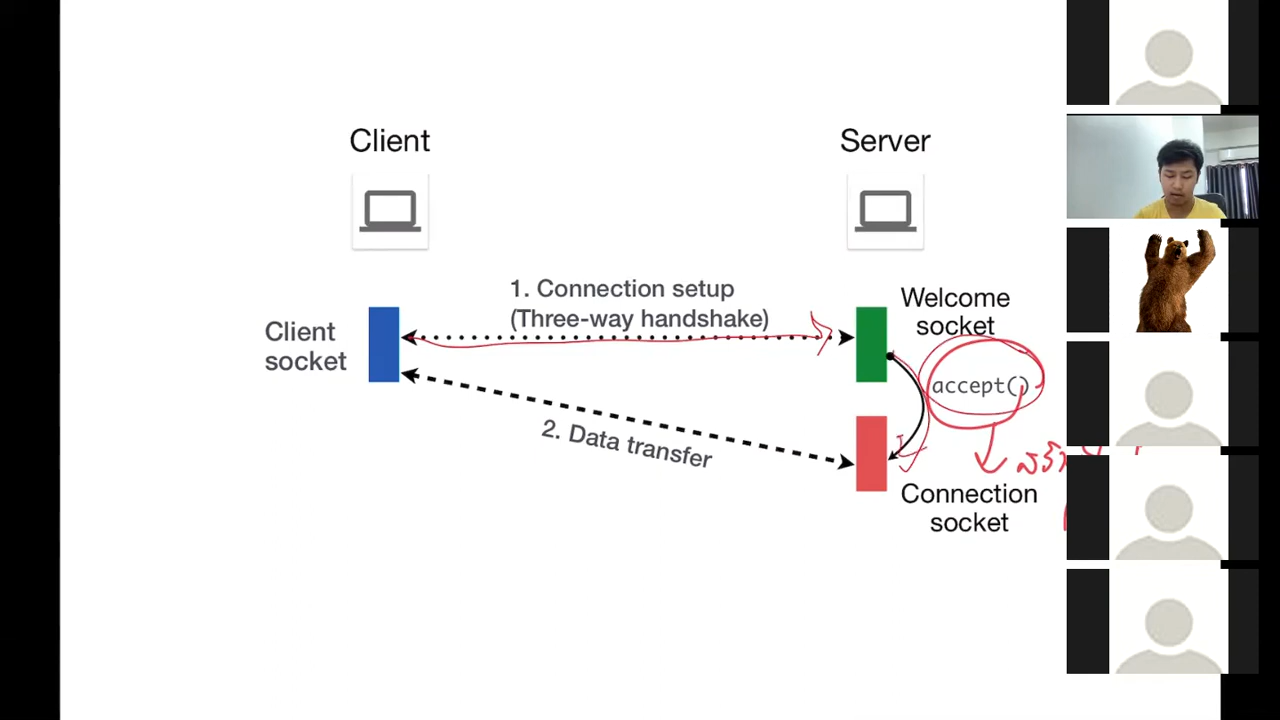 Client
Server
1. Connection setup
(Three-way handshake)
Welcome
socket
Client
socket
accept()
2. Data transfer
Connection
socket